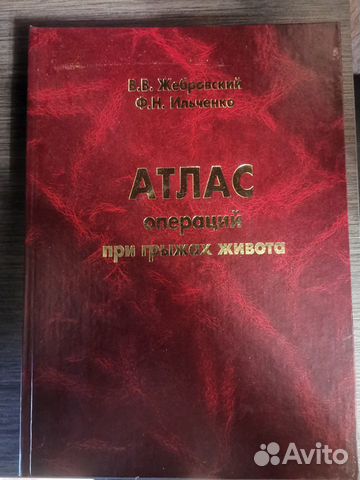 В.В. Жебровский
Ф.Н. Ильченко
АТЛАС
операций
при грыжах живота
Avito